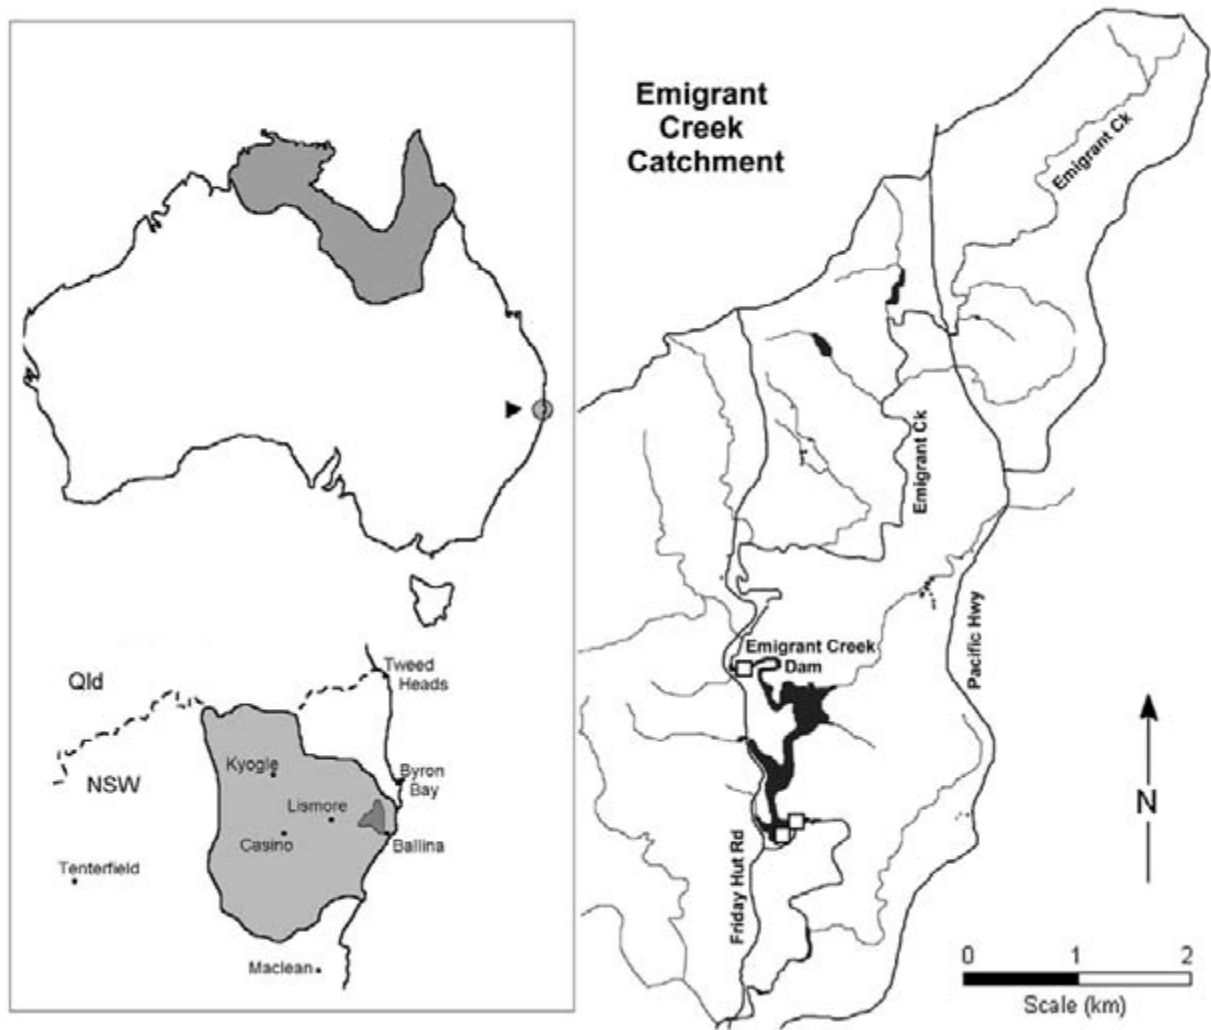 Emigrant
Creek
Catchment
Emigrant Ck
Emigrant Ck
Pacific Hwy
Emigrant Creek
Dam
Friday Hut Rd
N
0 1 2
Scale (km)
Tweed
Heads
Qld
NSW
Kyogle
Byron
Bay
Lismore
Casino
Ballina
Tenterfield
Maclean